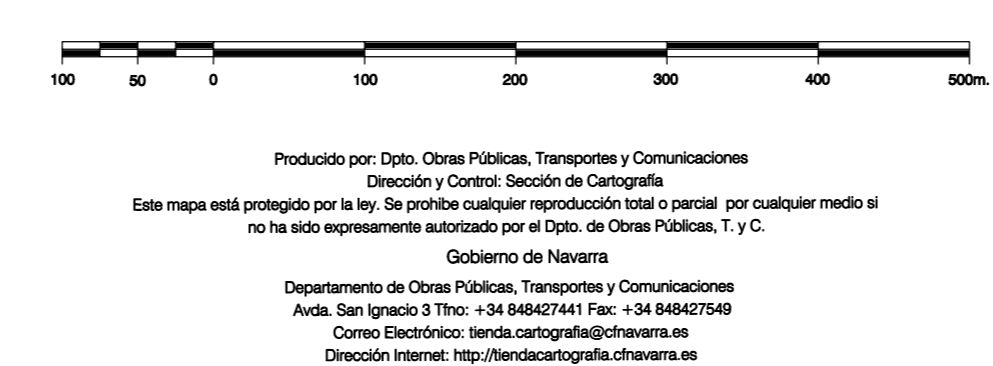 100 50 0 100 200 300 400 500m.
Producido por: Dpto. Obras Públicas, Transportes y Comunicaciones
Dirección y Control: Sección de Cartografía
Este mapa está protegido por la ley. Se prohibe cualquier reproducción total o parcial por cualquier medio si
no ha sido expresamente autorizado por el Dpto. de Obras Públicas, T. y C.
Gobierno de Navarra
Departamento de Obras Públicas, Transportes y Comunicaciones
Avda. San Ignacio 3 Tfno: +34 848427441 Fax: +34 848427549
Correo Electrónico: tienda.cartografia@cfnavarra.es
Dirección Internet: http://tiendacartografia.cfnavarra.es